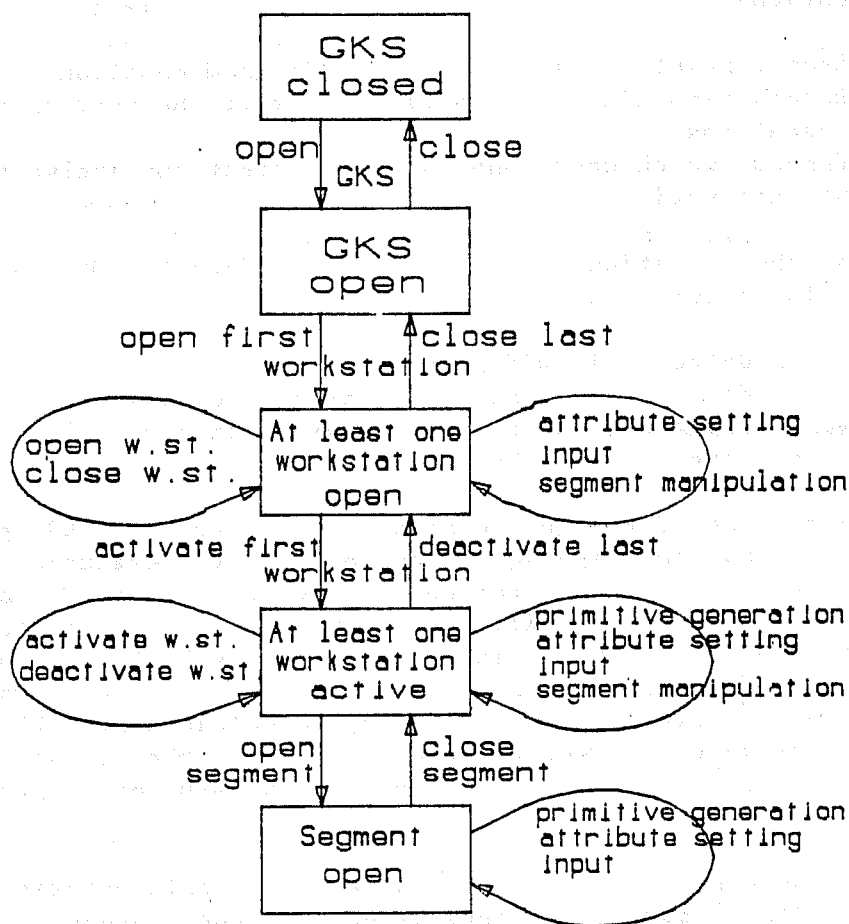 GKS
closed
open
close
GKS
GKS
open
open first
close last
workstation
open w.st.
close w.st.
At least one
workstation
open
attribute setting
input
segment manipulation
activate first
deactivate last
workstation
activate w.st.
deactivate w.st
At least one
workstation
active
primitive generation
attribute setting
input
segment manipulation
open
segment
close
segment
Segment
open
primitive generation
attribute setting
input